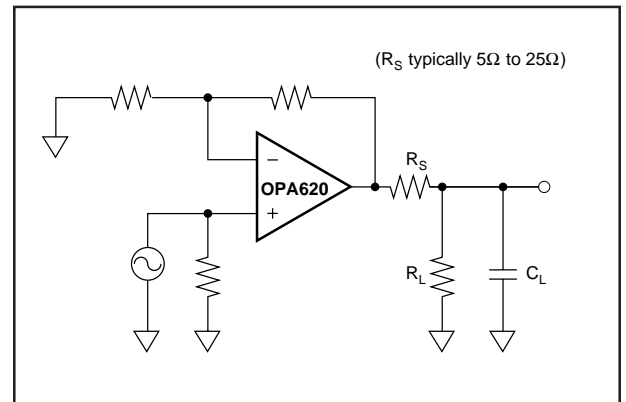 (RS typically 5Ω to 25Ω)
−
OPA620
+
RS
RL
CL